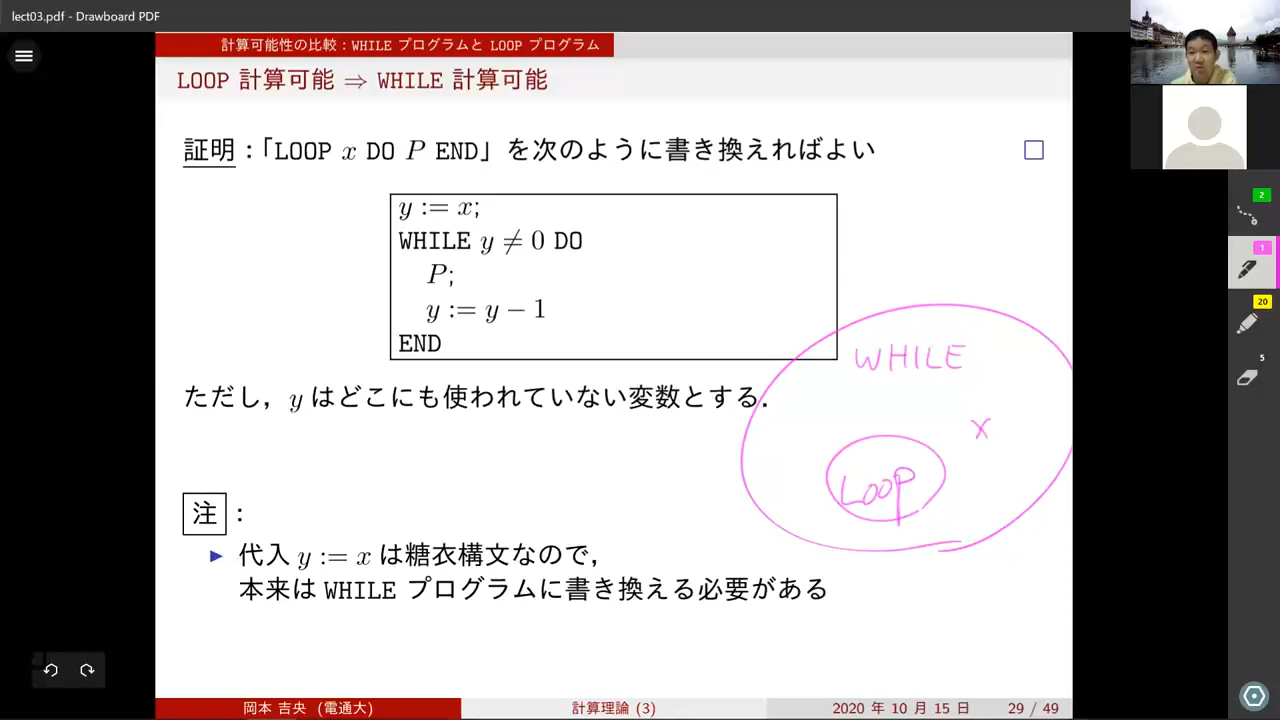 lect03.pdf - Drawboard PDF
計算可能性の比較:WHILE プログラムと LOOP プログラム
LOOP 計算可能 ⇒ WHILE 計算可能
証明:「LOOP x DO P END」を次のように書き換えればよい
y := x;
WHILE y ≠ 0 DO
P;
y := y − 1
END
ただし,y はどこにも使われていない変数とする.
WHILE
x
LOOP
注:
▶ 代入 y := x は糖衣構文なので,
本来は WHILE プログラムに書き換える必要がある
岡本 吉央 (電通大)
計算理論 (3)
2020 年 10 月 15 日
29 / 49
2
1
20
5